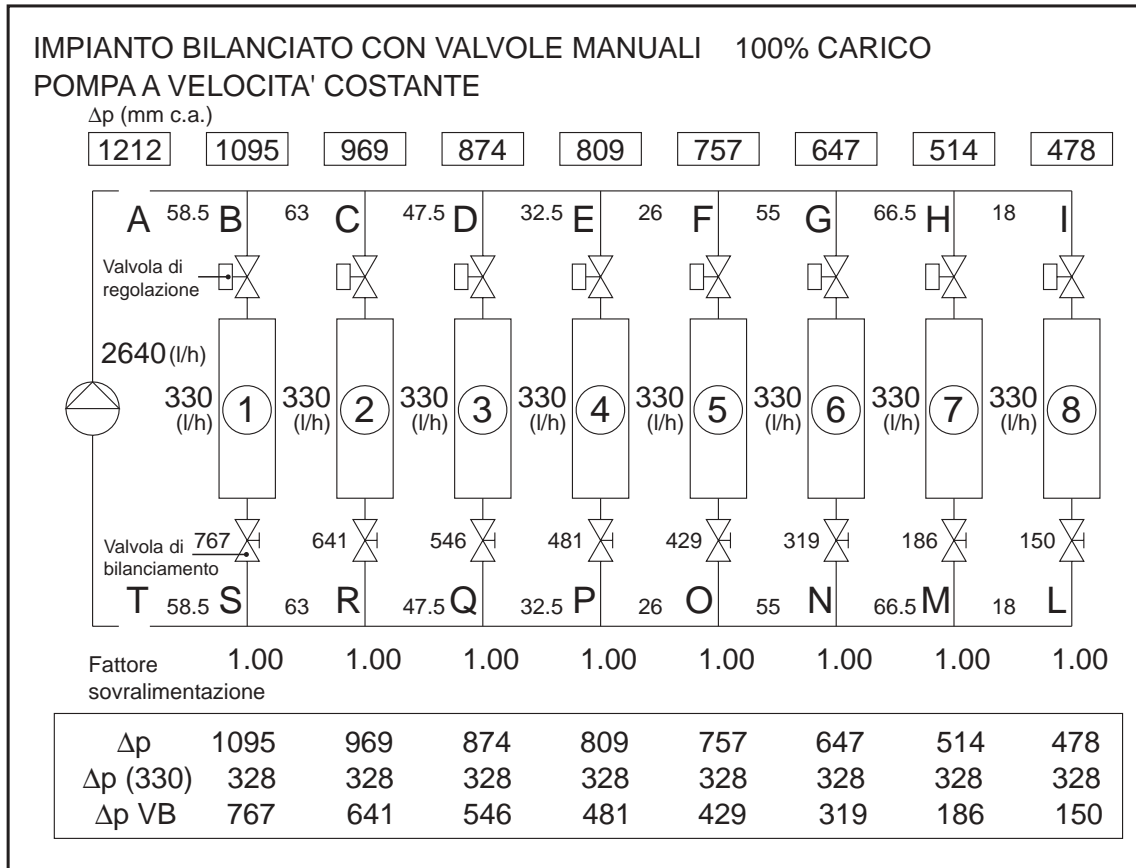 IMPIANTO BILANCIATO CON VALVOLE MANUALI 100% CARICO
POMPA A VELOCITA' COSTANTE
Δp (mm c.a.)
1212 1095 969 874 809 757 647 514 478
A 58.5 B 63 C 47.5 D 32.5 E 26 F 55 G 66.5 H 18 I
Valvola di
regolazione
2640 (l/h)
330 1 330 2 330 3 330 4 330 5 330 6 330 7 330 8
(l/h) (l/h) (l/h) (l/h) (l/h) (l/h) (l/h) (l/h)
767 641 546 481 429 319 186 150
Valvola di
bilanciamento
T 58.5 S 63 R 47.5 Q 32.5 P 26 O 55 N 66.5 M 18 L
Fattore 1.00 1.00 1.00 1.00 1.00 1.00 1.00 1.00
sovralimentazione
Δp 1095 969 874 809 757 647 514 478
Δp (330) 328 328 328 328 328 328 328 328
Δp VB 767 641 546 481 429 319 186 150